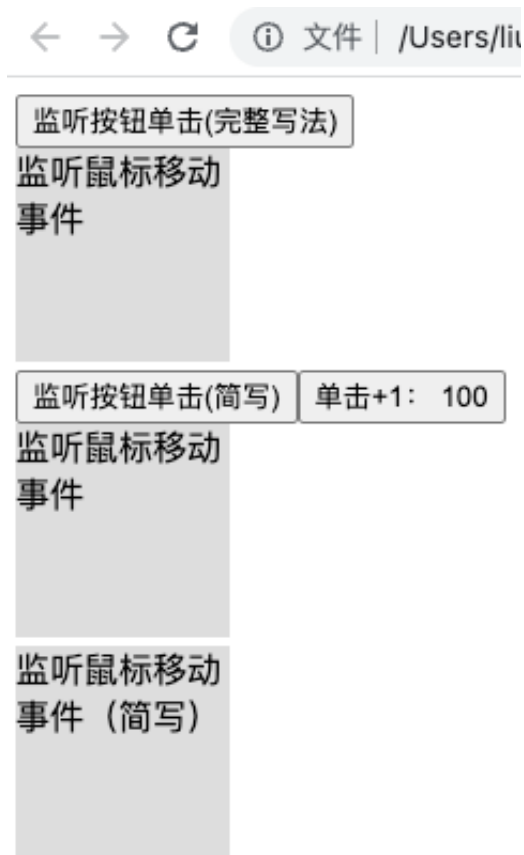 文件 | /Users/li
监听按钮单击(完整写法)
监听鼠标移动
事件
监听按钮单击(简写) 单击+1： 100
监听鼠标移动
事件
监听鼠标移动
事件（简写）